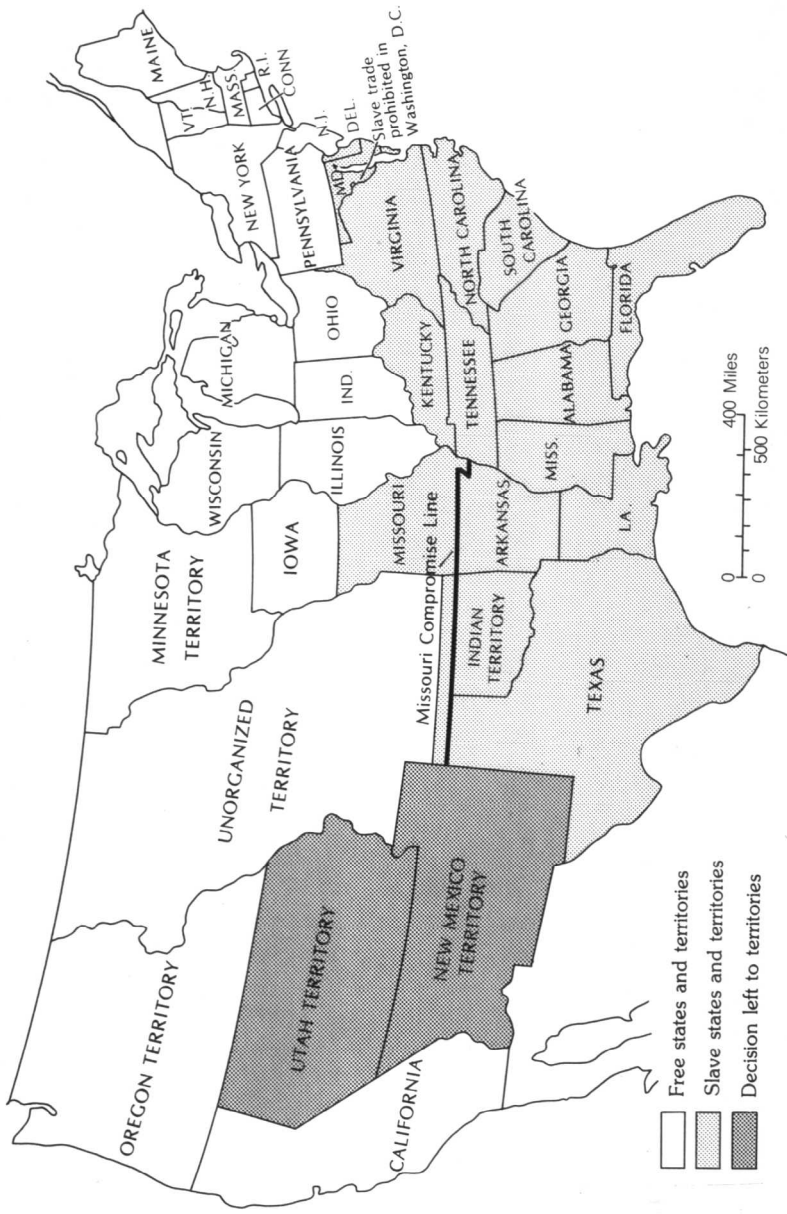 OREGON TERRITORY
CALIFORNIA
UTAH TERRITORY
NEW MEXICO
TERRITORY
UNORGANIZED
TERRITORY
MINNESOTA
TERRITORY
WISCONSIN
MICHIGAN
IOWA
ILLINOIS
IND.
OHIO
MISSOURI
Missouri Compromise Line
INDIAN
TERRITORY
ARKANSAS
TEXAS
LA.
MISS.
ALABAMA
GEORGIA
FLORIDA
TENNESSEE
KENTUCKY
NORTH CAROLINA
SOUTH
CAROLINA
VIRGINIA
PENNSYLVANIA
NEW YORK
VT.
N.H.
MAINE
MASS.
R.I.
CONN
N.J.
DEL.
MD.
Slave trade
prohibited in
Washington, D.C.
Free states and territories
Slave states and territories
Decision left to territories
0 400 Miles
0 500 Kilometers